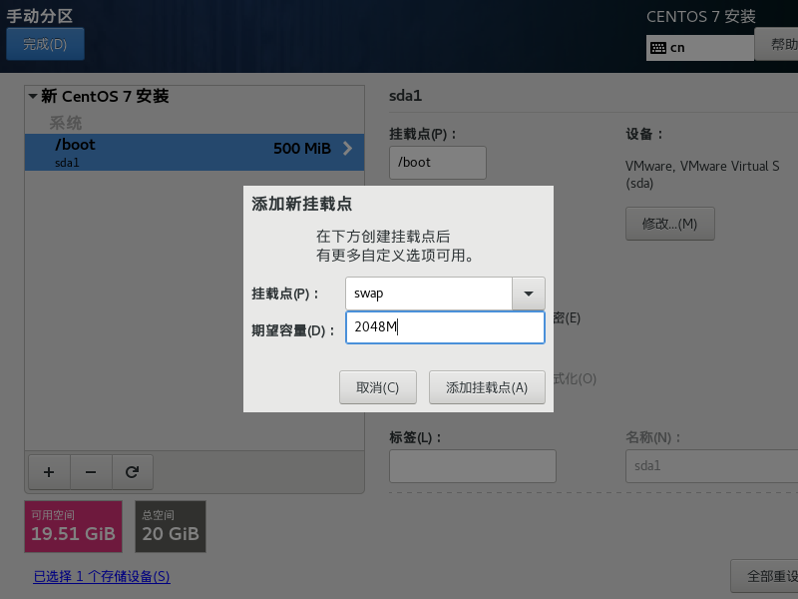 手动分区
CENTOS 7 安装
完成(D)
cn
帮助
新 CentOS 7 安装
系统
/boot
500 MiB
sda1
sda1
挂载点(P)：
/boot
设备：
VMware, VMware Virtual S
(sda)
修改...(M)
添加新挂载点
在下方创建挂载点后
有更多自定义选项可用。
挂载点(P)：
swap
期望容量(D)：
2048M
取消(C)
添加挂载点(A)
密(E)
式化(O)
标签(L)：
名称(N)：
sda1
可用空间
19.51 GiB
总空间
20 GiB
已选择 1 个存储设备(S)
全部重设